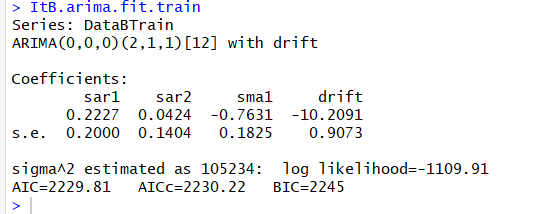 > ItB.arima.fit.train
Series: DataBTrain
ARIMA(0,0,0)(2,1,1)[12] with drift
Coefficients:
sar1 sar2 sma1 drift
0.2227 0.0424 -0.7631 -10.2091
s.e. 0.2000 0.1404 0.1825 0.9073
sigma^2 estimated as 105234: log likelihood=-1109.91
AIC=2229.81 AICc=2230.22 BIC=2245
>